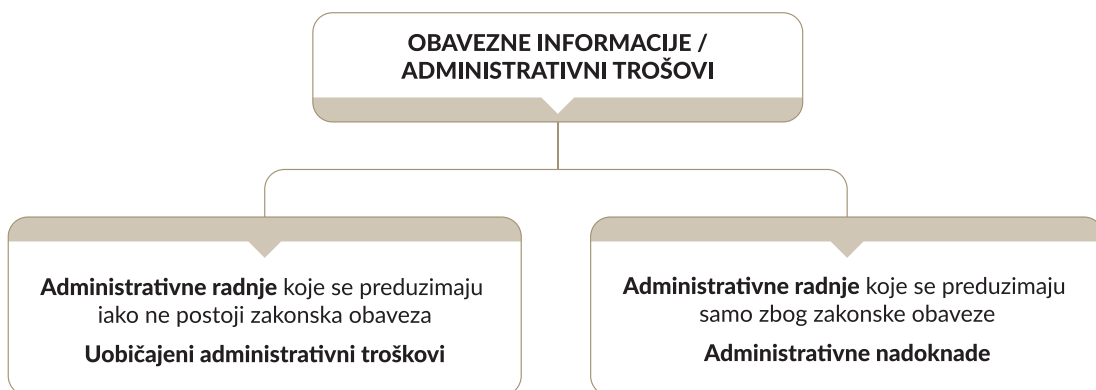 OBAVEZNE INFORMACIJE /
ADMINISTRATIVNI TROŠOVI
Administrativne radnje koje se preduzimaju
iako ne postoji zakonska obaveza
Uobičajeni administrativni troškovi
Administrativne radnje koje se preduzimaju
samo zbog zakonske obaveze
Administrativne nadoknade